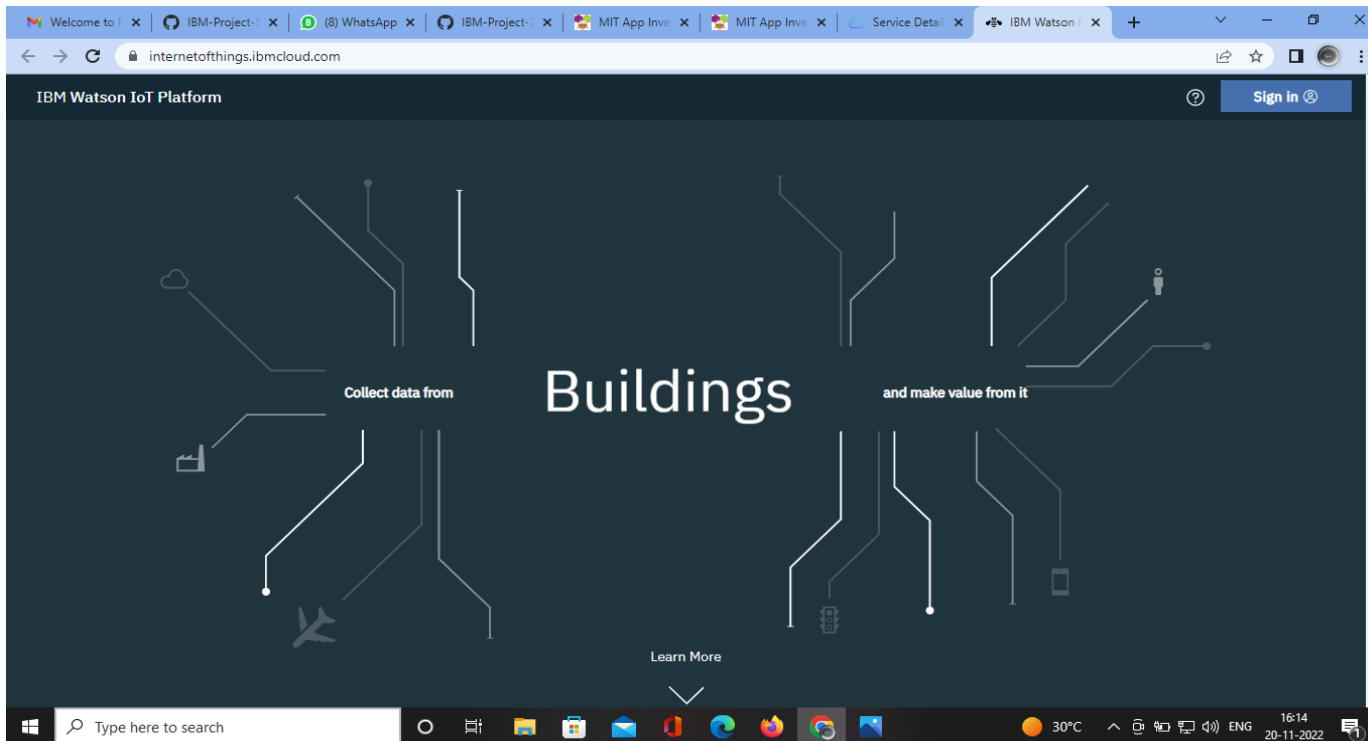 Welcome to
IBM-Project-
(8) WhatsApp
IBM-Project-
MIT App Inve
MIT App Inve
Service Detail
IBM Watson
internetofthings.ibmcloud.com
IBM Watson IoT Platform
Sign in
Collect data from Buildings and make value from it
Learn More
Type here to search
30°C
ENG
16:14
20-11-2022
1